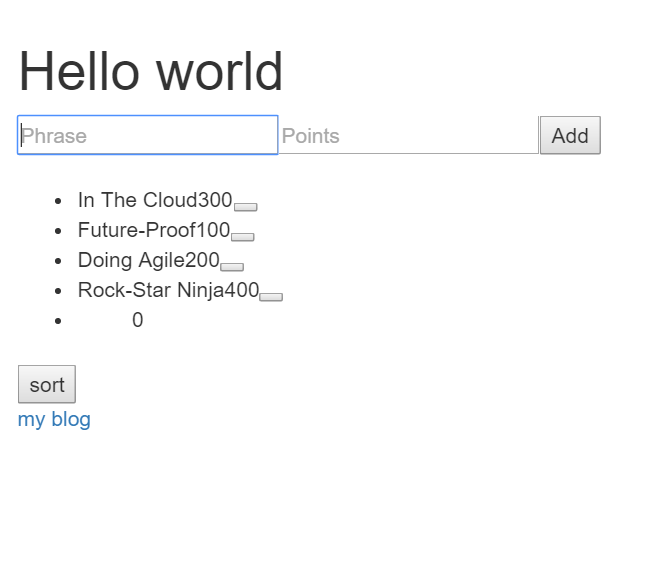 Hello world
Phrase Points Add
In The Cloud300
Future-Proof100
Doing Agile200
Rock-Star Ninja400
0
sort
my blog